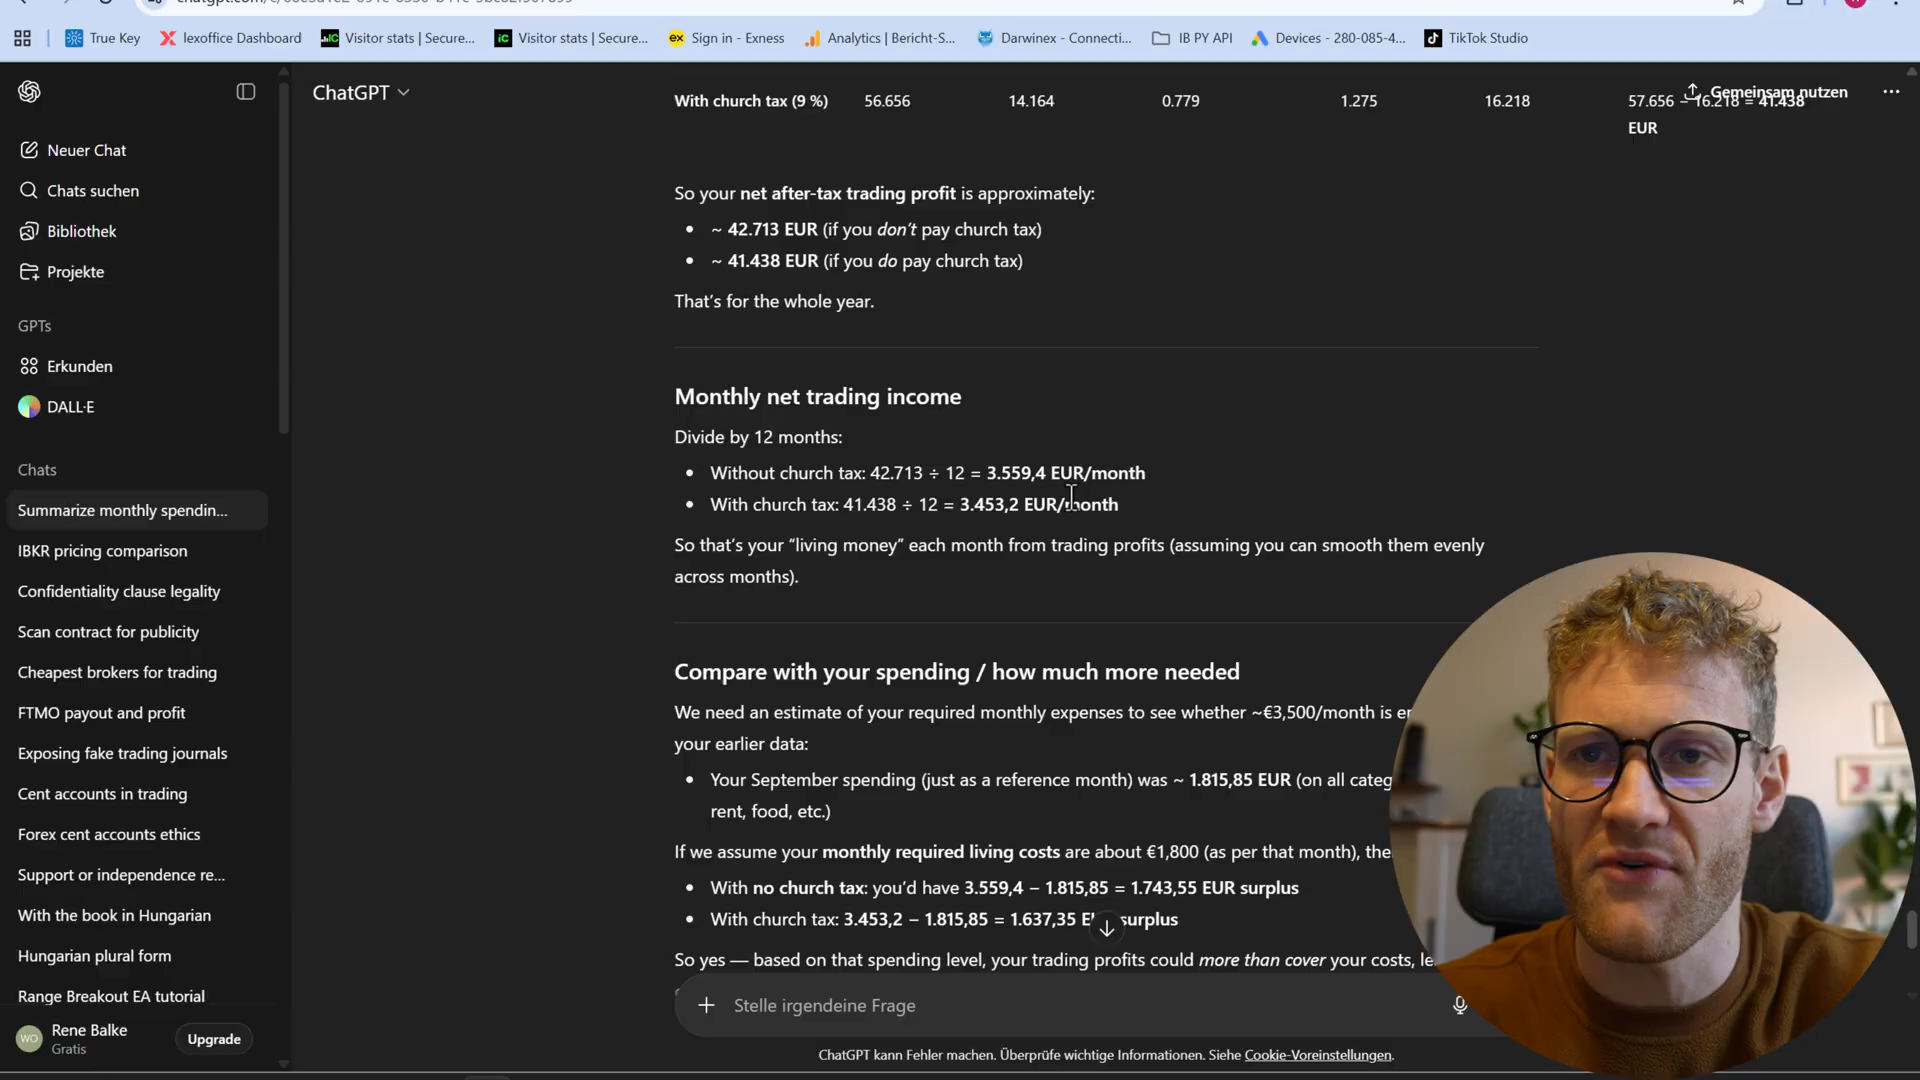 True Key
lexoffice Dashboard
Visitor stats | Secure...
Visitor stats | Secure...
Sign in - Exness
Analytics | Bericht-S...
Darwinex - Connecti...
IB PY API
Devices - 280-085-4...
TikTok Studio
ChatGPT
Gemeinsam nutzen
Neuer Chat
Chats suchen
Bibliothek
Projekte
GPTs
Erkunden
DALL·E
Chats
Summarize monthly spendin...
IBKR pricing comparison
Confidentiality clause legality
Scan contract for publicity
Cheapest brokers for trading
FTMO payout and profit
Exposing fake trading journals
Cent accounts in trading
Forex cent accounts ethics
Support or independence re...
With the book in Hungarian
Hungarian plural form
Range Breakout EA tutorial
WO
Rene Balke
Gratis
Upgrade
With church tax (9 %) 56.656 14.164 0.779 1.275 16.218 57.656 − 16.218 = 41.438
EUR
So your net after-tax trading profit is approximately:
• ~ 42.713 EUR (if you don’t pay church tax)
• ~ 41.438 EUR (if you do pay church tax)
That’s for the whole year.
Monthly net trading income
Divide by 12 months:
• Without church tax: 42.713 ÷ 12 = 3.559,4 EUR/month
• With church tax: 41.438 ÷ 12 = 3.453,2 EUR/month
So that’s your “living money” each month from trading profits (assuming you can smooth them evenly
across months).
Compare with your spending / how much more needed
We need an estimate of your required monthly expenses to see whether ~€3,500/month is
your earlier data:
• Your September spending (just as a reference month) was ~ 1.815,85 EUR (on all
rent, food, etc.)
If we assume your monthly required living costs are about €1,800 (as per that month),
• With no church tax: you’d have 3.559,4 − 1.815,85 = 1.743,55 EUR surplus
• With church tax: 3.453,2 − 1.815,85 = 1.637,35 surplus
So yes — based on that spending level, your trading profits could more than cover your costs,
Stelle irgendeine Frage
ChatGPT kann Fehler machen. Überprüfe wichtige Informationen. Siehe Cookie-Voreinstellungen.